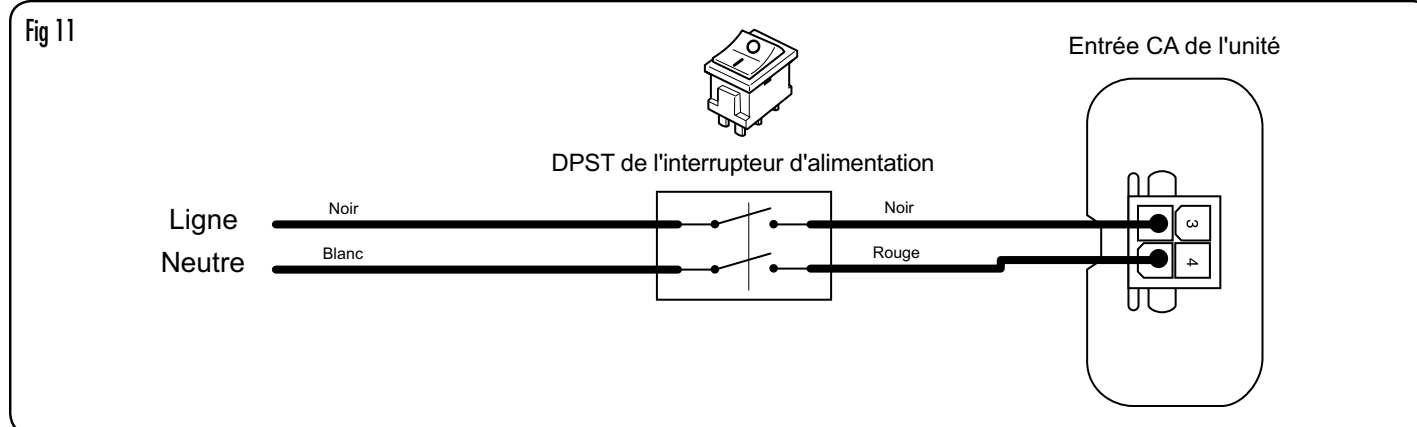 Fig 11
Entrée CA de l'unité
DPST de l'interrupteur d'alimentation
Ligne
Noir
Noir
3
Neutre
Blanc
Rouge
4